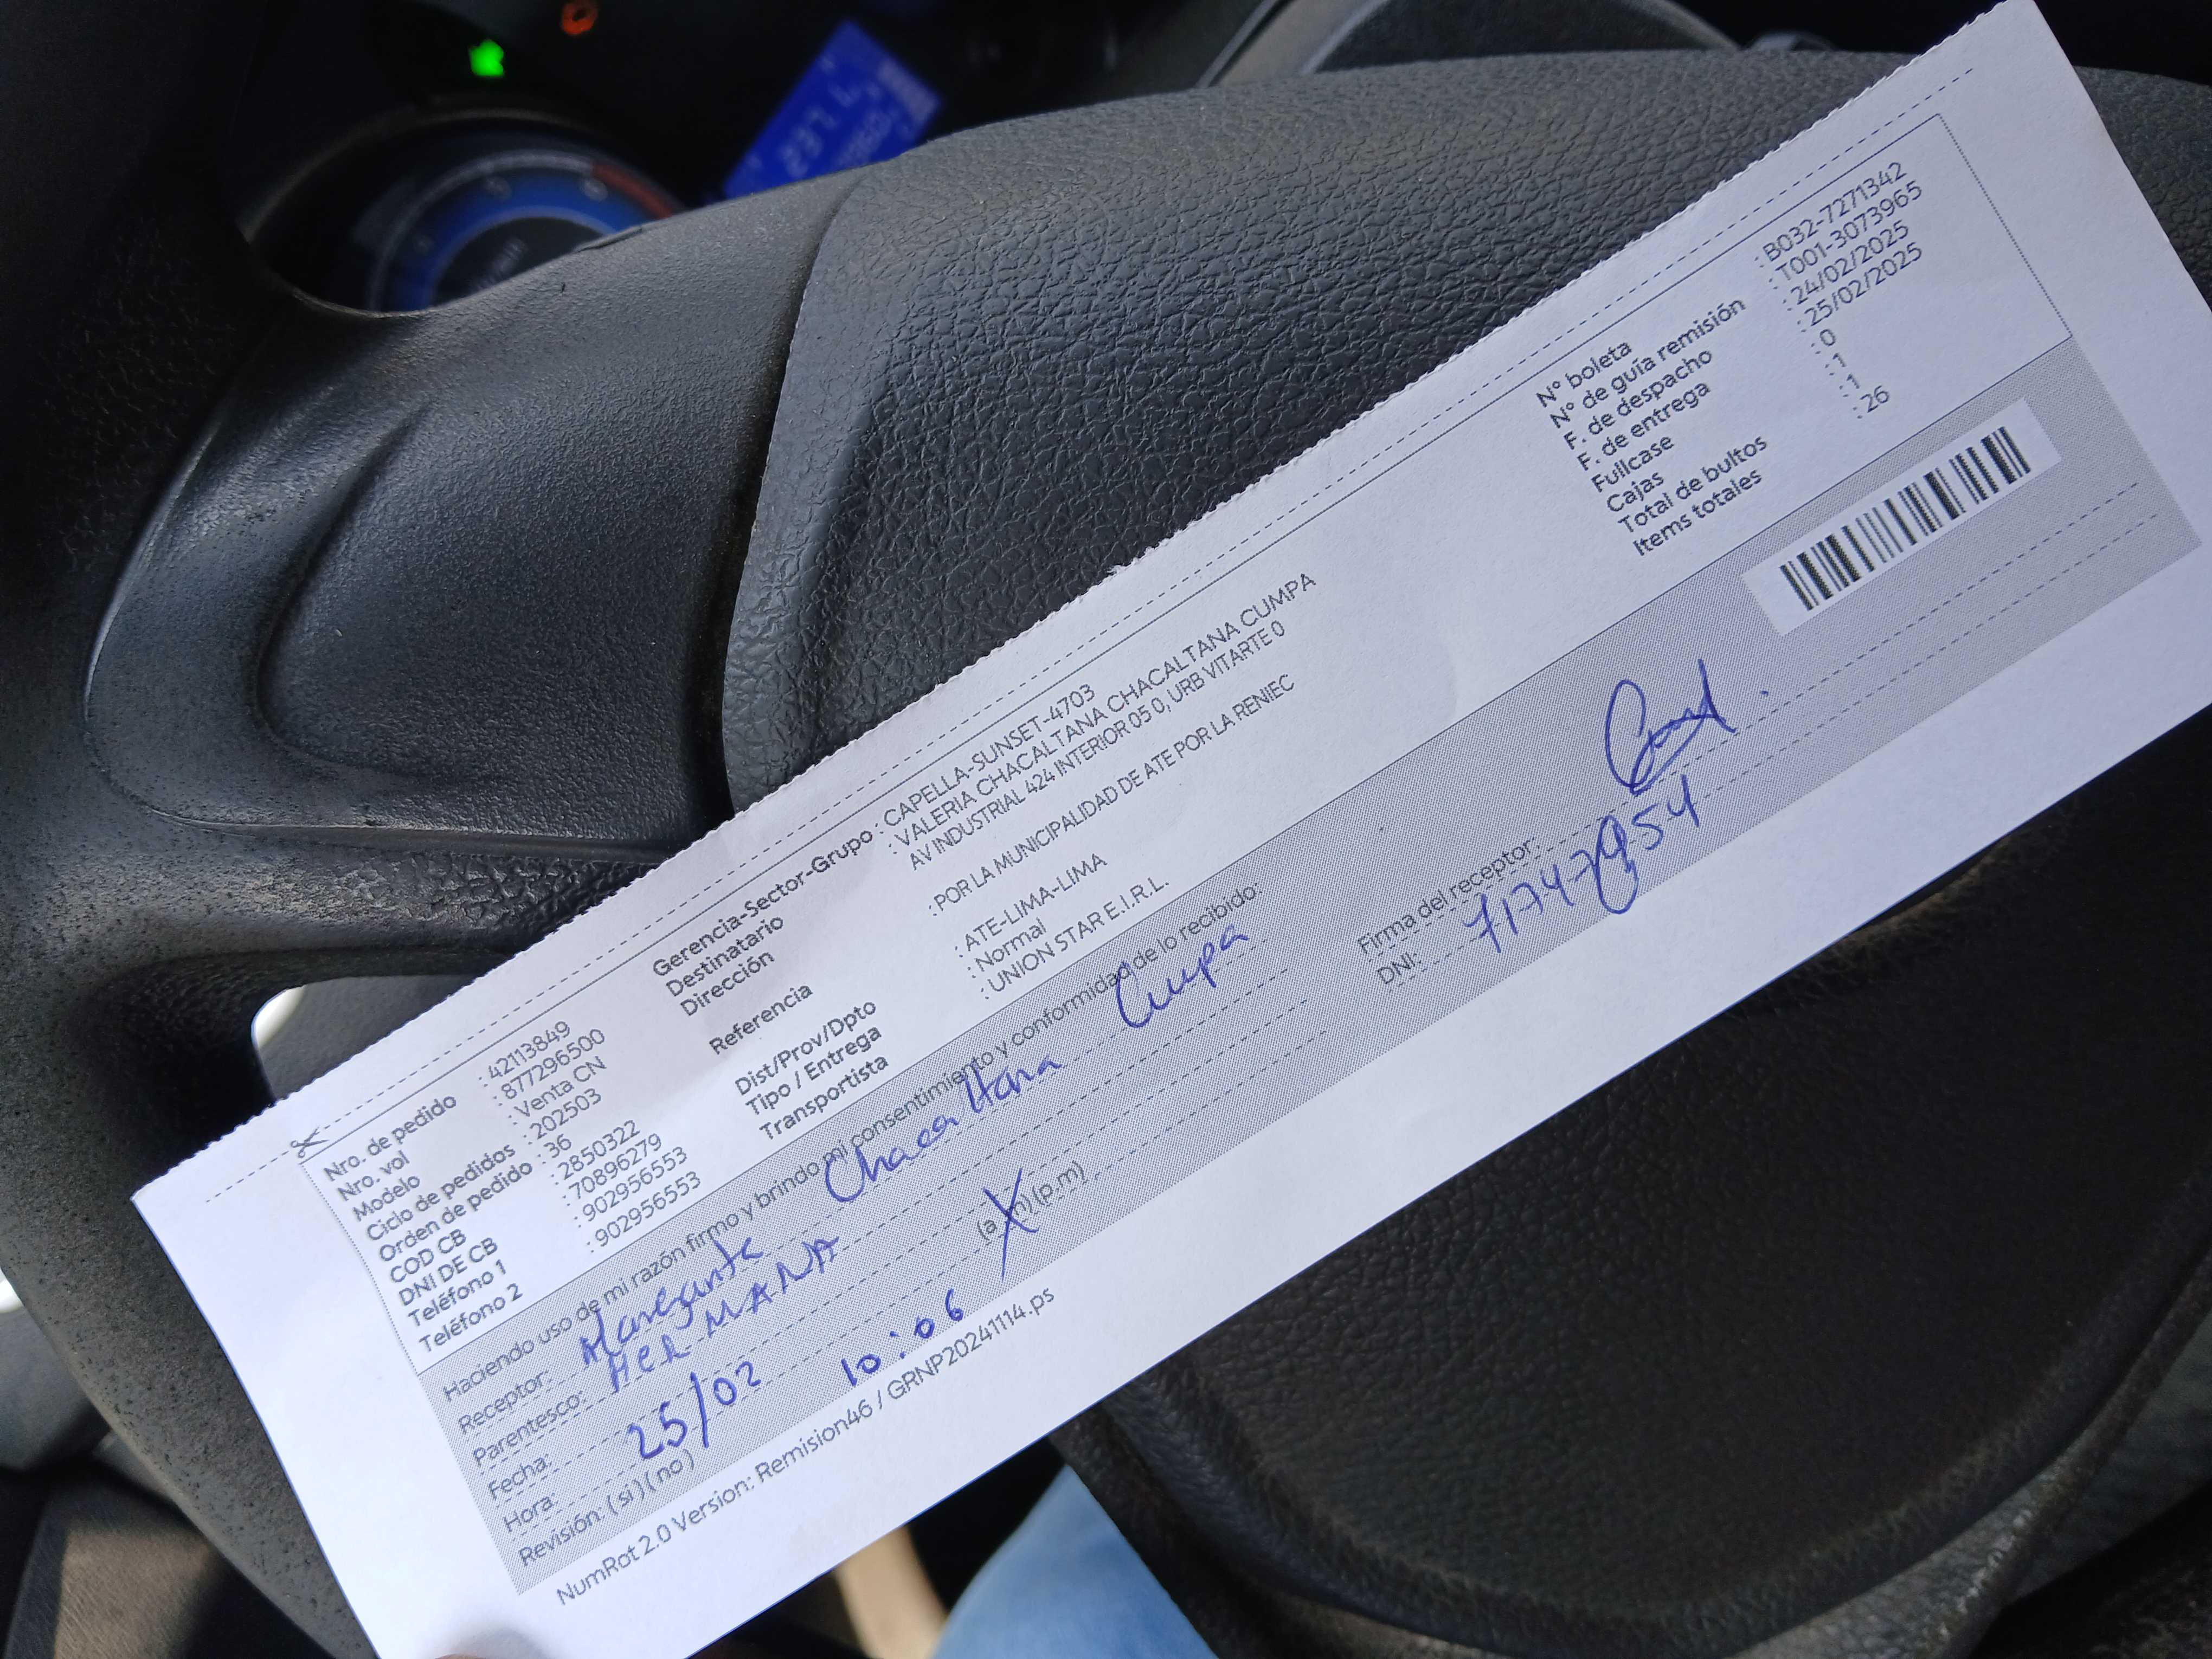 Nro. de pedido : 42113849
Nro. vol : 877296500
Modelo : Venta CN
Ciclo de pedidos : 202503
Orden de pedido : 36
COD CB : 2850322
DNI DE CB : 70896279
Teléfono 1 : 902956553
Teléfono 2 : 902956553
Gerencia-Sector-Grupo : CAPELLA-SUNSET-4703
Destinatario : VALERIA CHACALTANA CHACALTANA CUMPA
Dirección AV INDUSTRIAL 424 INTERIOR 05 0, URB VITARTE 0
Referencia : POR LA MUNICIPALIDAD DE ATE POR LA RENIEC
Dist/Prov/Dpto : ATE-LIMA-LIMA
Tipo / Entrega : Normal
Transportista : UNION STAR E.I.R.L.
N° boleta : B032-7271342
N° de guía remisión : T001-3073965
F. de despacho : 24/02/2025
F. de entrega : 25/02/2025
Fullcase : 0
Cajas : 1
Total de bultos : 1
Items totales : 26
Haciendo uso de mi razón firmo y brindo mi consentimiento y conformidad de lo recibido:
Receptor: Chacaltana Cumpa
Parentesco: HERMANA
Fecha: 25/02
Hora: 10:06 (a.m) (p.m)
Revisión: ( si ) ( no )
Firma del receptor:
DNI:
NumRot 2.0 Version: Remision46 / GRNP20241114.ps